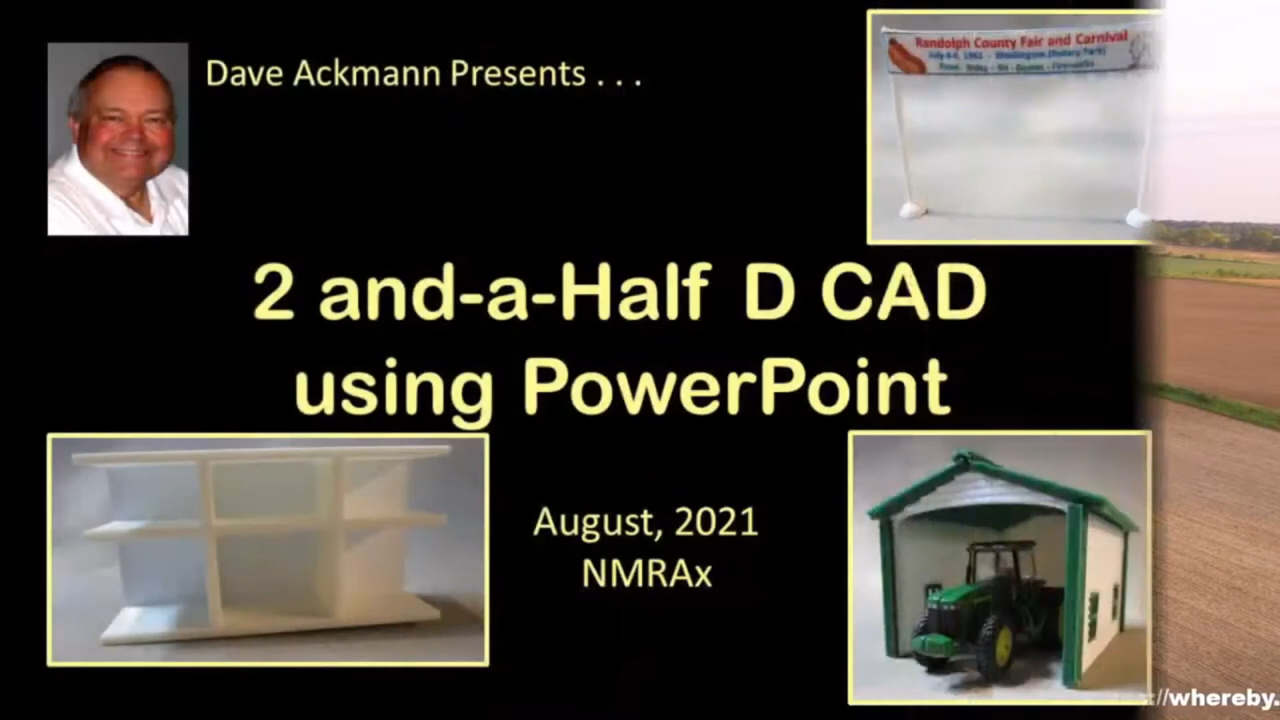 Dave Ackmann Presents . . .
Randolph County Fair and Carnival
2 and-a-Half D CAD
using PowerPoint
August, 2021
NMRAx
//whereby.